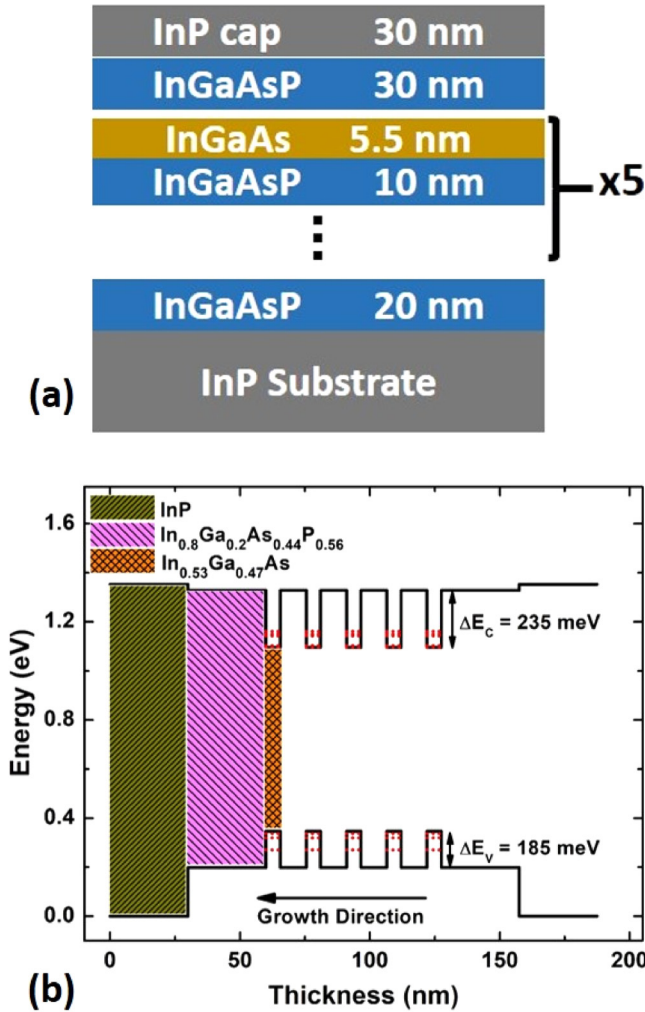 InP cap 30 nm
InGaAsP 30 nm
InGaAs 5.5 nm
InGaAsP 10 nm
x5
InGaAsP 20 nm
InP Substrate
(a)
InP
In0.8Ga0.2As0.44P0.56
In0.53Ga0.47As
1.6
1.2
0.8
0.4
0.0
Energy (eV)
ΔEC = 235 meV
ΔEV = 185 meV
Growth Direction
0 50 100 150 200
Thickness (nm)
(b)